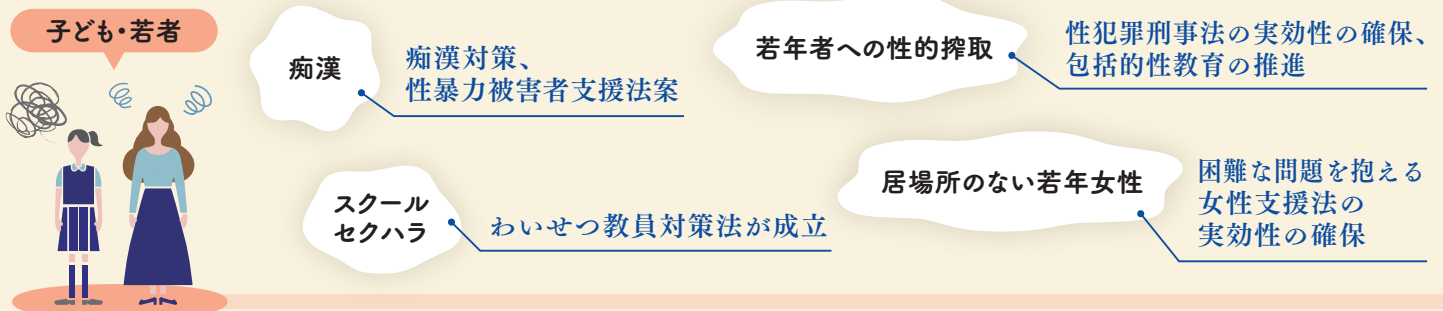 子ども・若者
痴漢
痴漢対策、
性暴力被害者支援法案
若年者への性的搾取
性犯罪刑事法の実効性の確保、
包括的性教育の推進
スクール
セクハラ
わいせつ教員対策法が成立
居場所のない若年女性
困難な問題を抱える
女性支援法の
実効性の確保